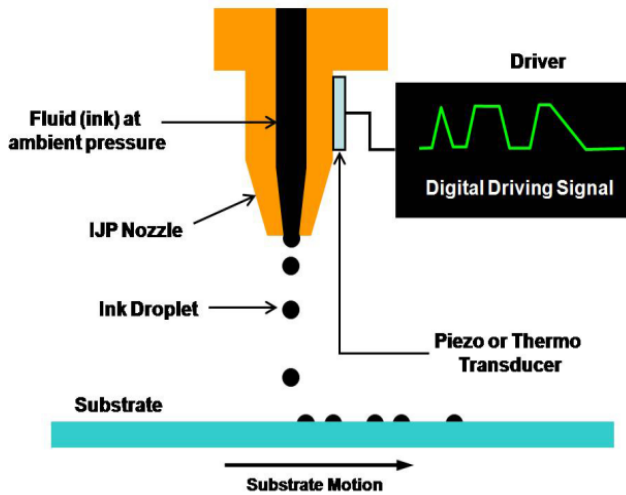 Driver
Fluid (ink) at
ambient pressure
Digital Driving Signal
IJP Nozzle
Ink Droplet
Piezo or Thermo
Transducer
Substrate
Substrate Motion